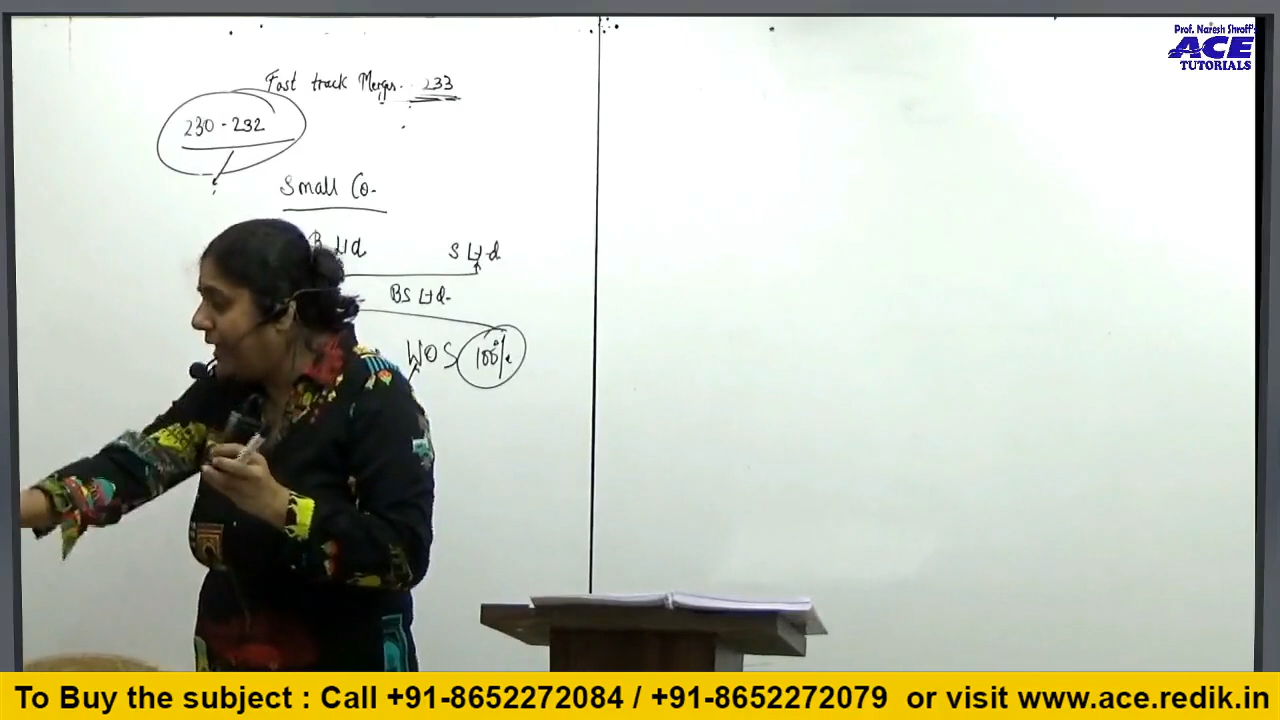 Prof. Naresh Shroff's
ACE
TUTORIALS
Fast track Merger. 233
230 - 232
Small Co.
B Ltd S Ltd
BS Ltd.
WOS 100%
To Buy the subject : Call +91-8652272084 / +91-8652272079 or visit www.ace.redik.in